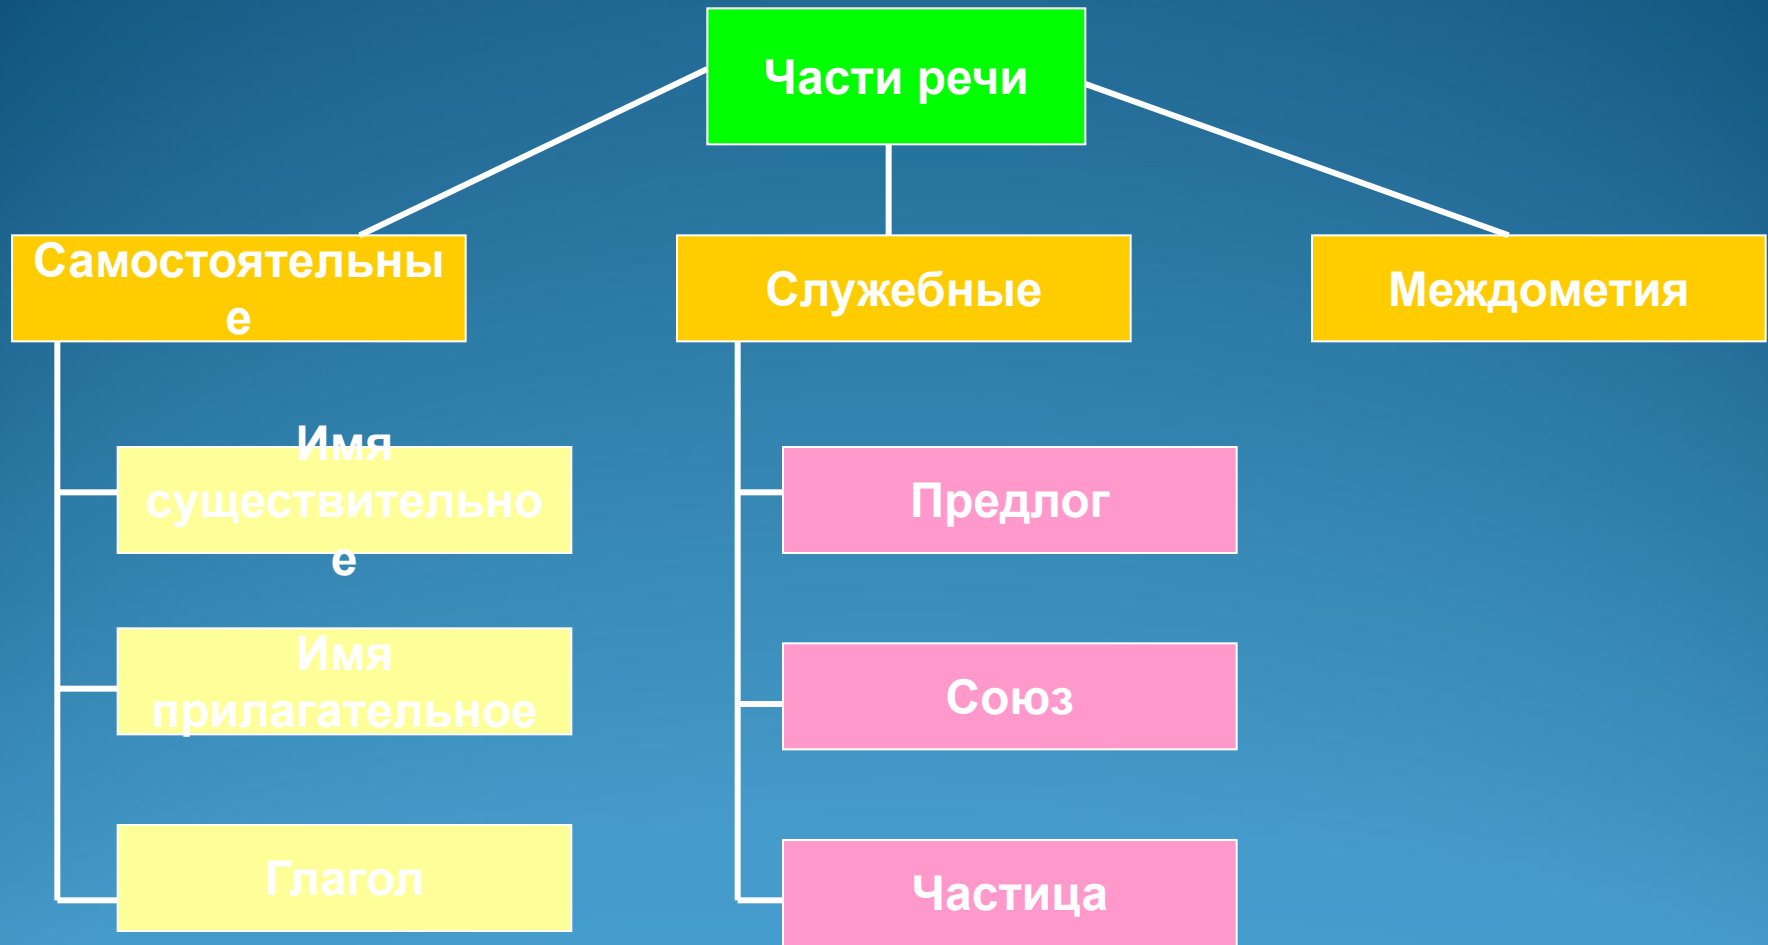 Части речи
Самостоятельны
е
Служебные
Междометия
Имя
существительно
е
Имя
прилагательное
Глагол
Предлог
Союз
Частица